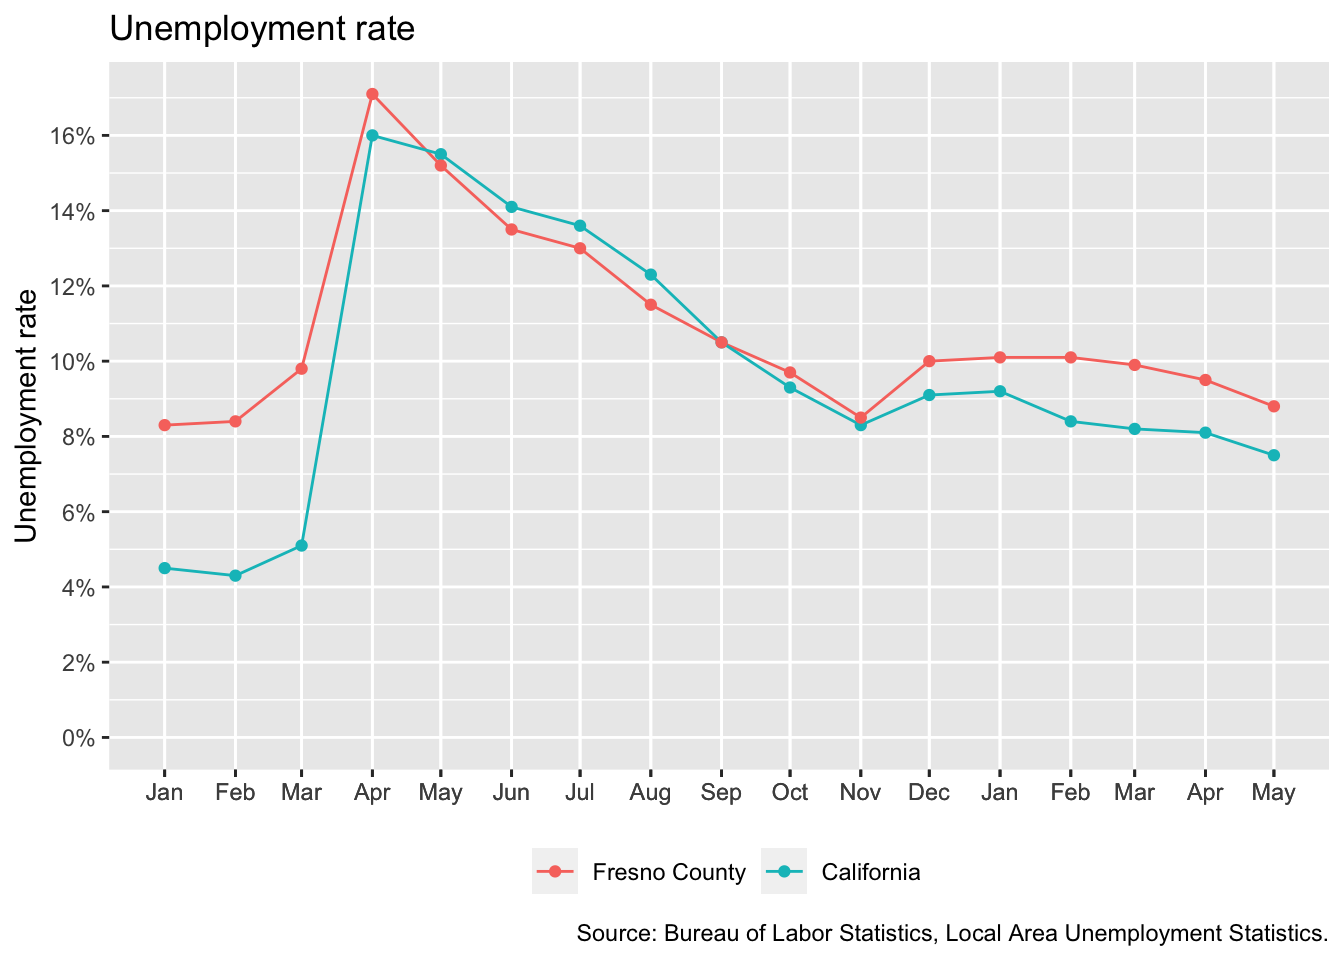 Unemployment rate
Unemployment rate
16%
14%
12%
10%
8%
6%
4%
2%
0%
Jan Feb Mar Apr May Jun Jul Aug Sep Oct Nov Dec Jan Feb Mar Apr May
Fresno County California
Source: Bureau of Labor Statistics, Local Area Unemployment Statistics.